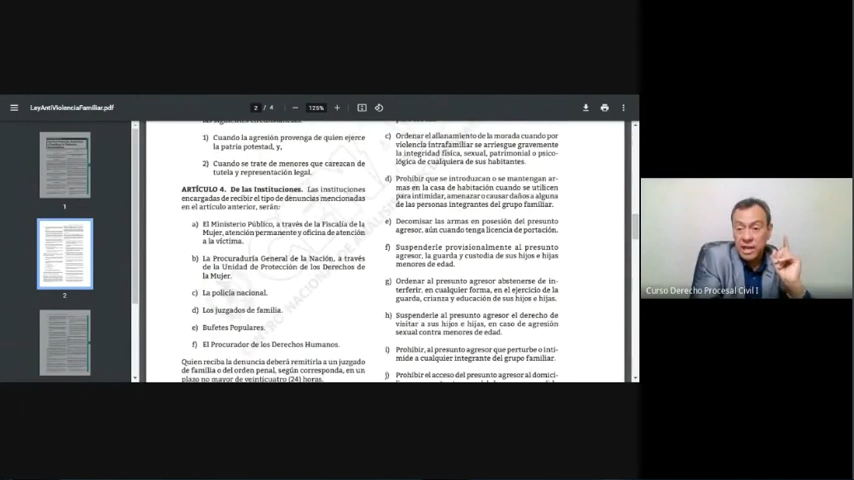 LeyAntiViolenciaFamiliar.pdf
2 / 4
125%
1
2
1) Cuando la agresión provenga de quien ejerce
la patria potestad, y,
2) Cuando se trate de menores que carezcan de
tutela y representación legal.
ARTÍCULO 4. De las Instituciones. Las instituciones
encargadas de recibir el tipo de denuncias mencionadas
en el artículo anterior, serán:
a) El Ministerio Público, a través de la Fiscalía de la
Mujer, atención permanente y oficina de atención
a la víctima.
b) La Procuraduría General de la Nación, a través
de la Unidad de Protección de los Derechos de
la Mujer.
c) La policía nacional.
d) Los juzgados de familia.
e) Bufetes Populares.
f) El Procurador de los Derechos Humanos.
Quien reciba la denuncia deberá remitirla a un juzgado
de familia o del orden penal, según corresponda, en un
plazo no mayor de veinticuatro (24) horas.
c) Ordenar el allanamiento de la morada cuando por
violencia intrafamiliar se arriesgue gravemente
la integridad física, sexual, patrimonial o psico-
lógica de cualquiera de sus habitantes.
d) Prohibir que se introduzcan o se mantengan ar-
mas en la casa de habitación cuando se utilicen
para intimidar, amenazar o causar daños a alguna
de las personas integrantes del grupo familiar.
e) Decomisar las armas en posesión del presunto
agresor, aún cuando tenga licencia de portación.
f) Suspenderle provisionalmente al presunto
agresor, la guarda y custodia de sus hijos e hijas
menores de edad.
g) Ordenar al presunto agresor abstenerse de in-
terferir, en cualquier forma, en el ejercicio de la
guarda, crianza y educación de sus hijos e hijas.
h) Suspenderle al presunto agresor el derecho de
visitar a sus hijos e hijas, en caso de agresión
sexual contra menores de edad.
i) Prohibir, al presunto agresor que perturbe o inti-
mide a cualquier integrante del grupo familiar.
j) Prohibir el acceso del presunto agresor al domici-
Curso Derecho Procesal Civil I